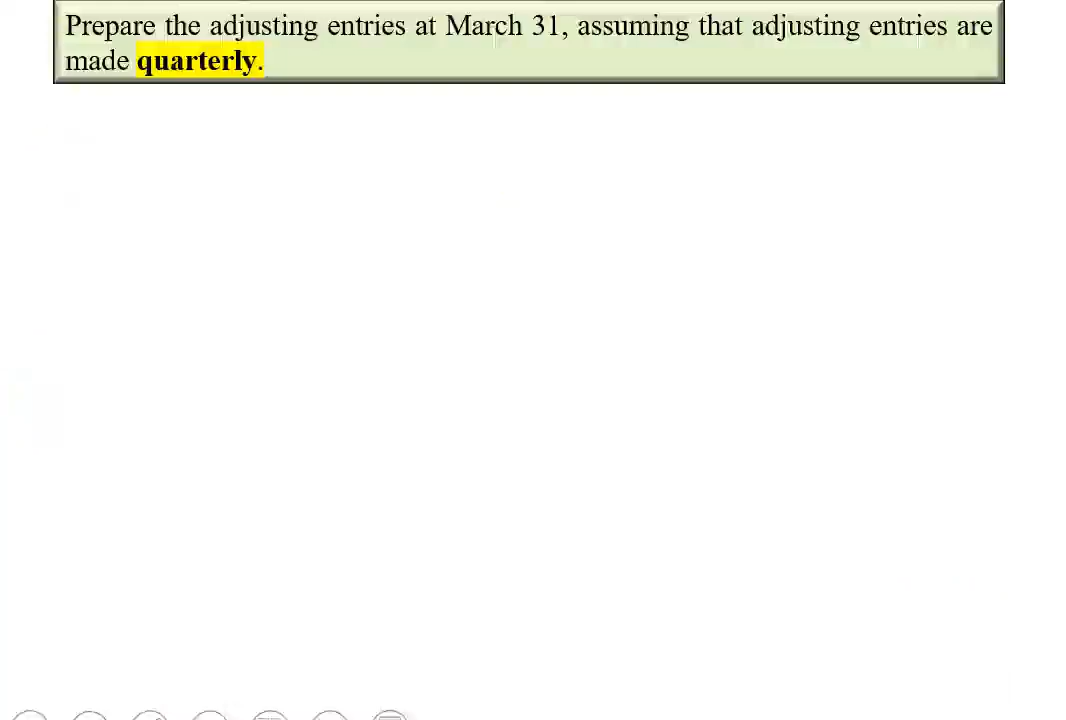 Prepare the adjusting entries at March 31, assuming that adjusting entries are
made quarterly.